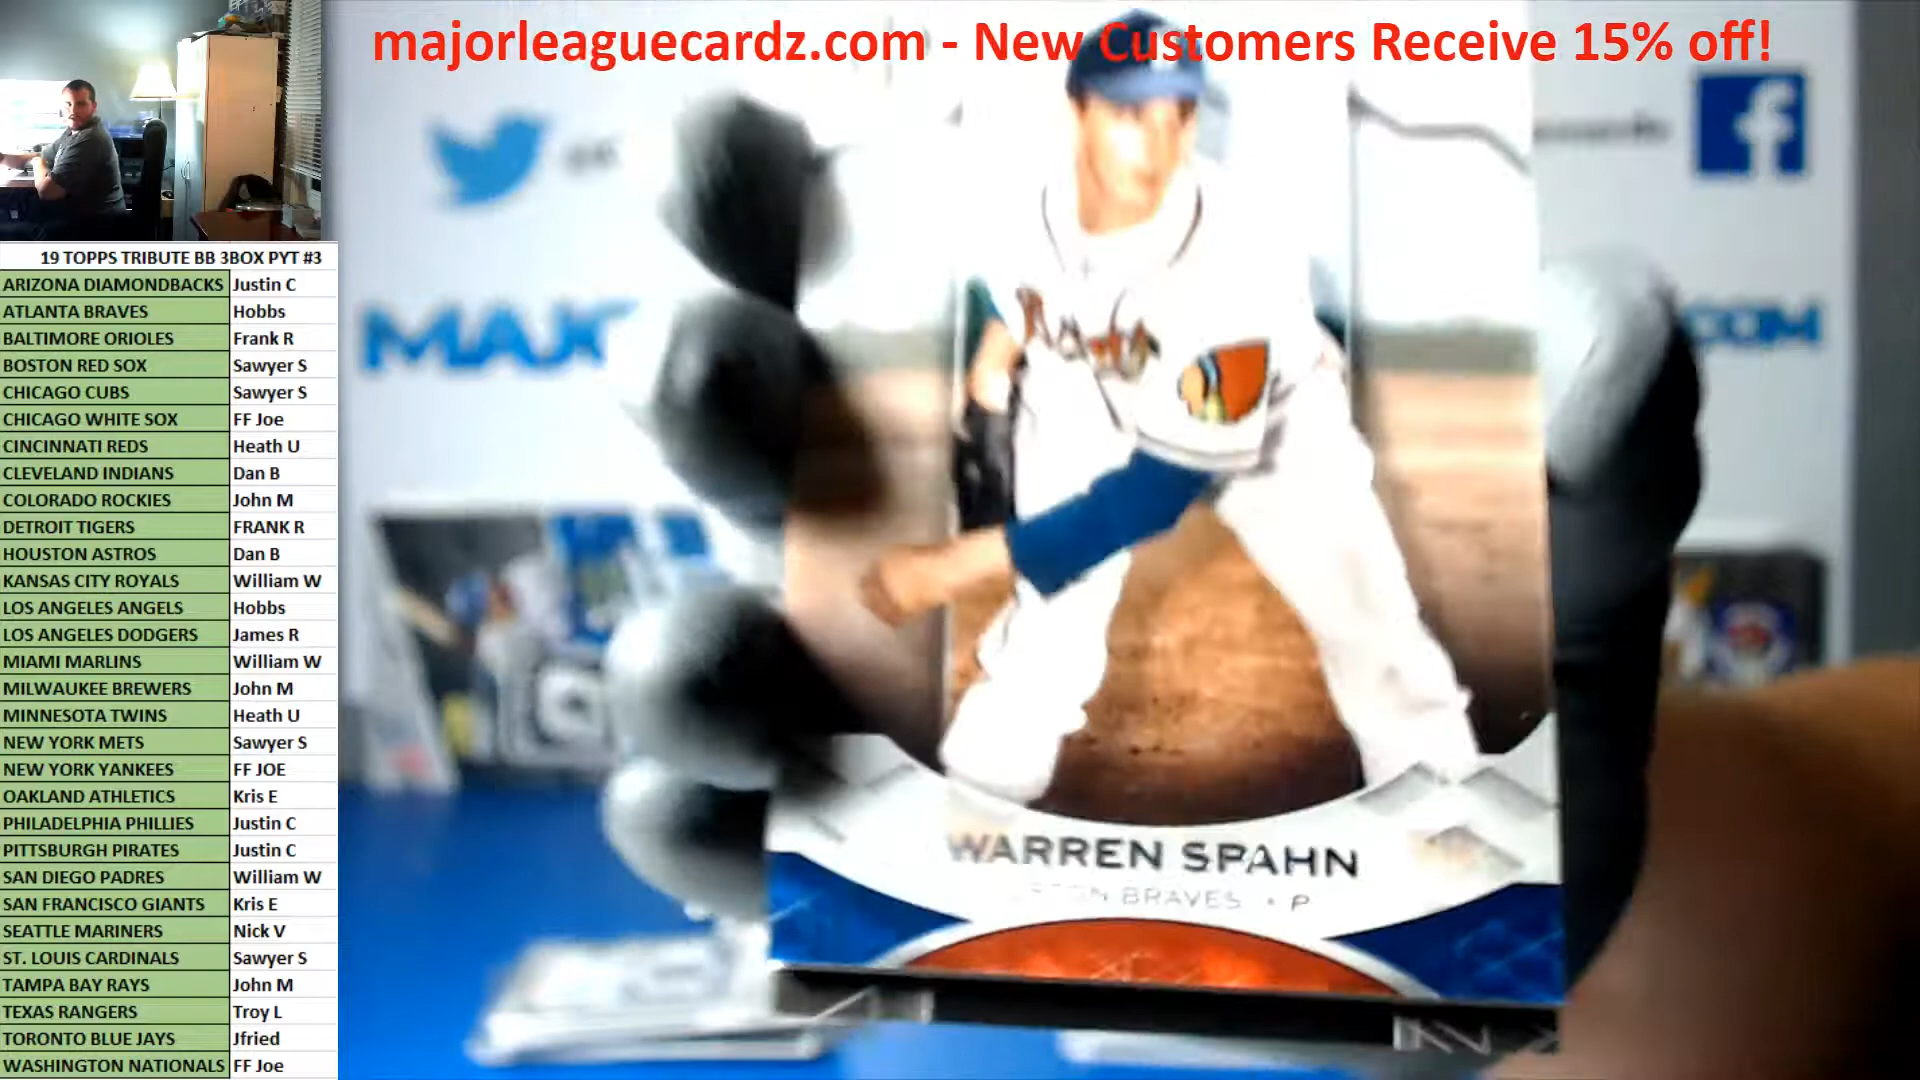 majorleaguecardz.com - New Customers Receive 15% off!
19 TOPPS TRIBUTE BB 3BOX PYT #3
ARIZONA DIAMONDBACKS Justin C
ATLANTA BRAVES Hobbs
BALTIMORE ORIOLES Frank R
BOSTON RED SOX Sawyer S
CHICAGO CUBS Sawyer S
CHICAGO WHITE SOX FF Joe
CINCINNATI REDS Heath U
CLEVELAND INDIANS Dan B
COLORADO ROCKIES John M
DETROIT TIGERS FRANK R
HOUSTON ASTROS Dan B
KANSAS CITY ROYALS William W
LOS ANGELES ANGELS Hobbs
LOS ANGELES DODGERS James R
MIAMI MARLINS William W
MILWAUKEE BREWERS John M
MINNESOTA TWINS Heath U
NEW YORK METS Sawyer S
NEW YORK YANKEES FF JOE
OAKLAND ATHLETICS Kris E
PHILADELPHIA PHILLIES Justin C
PITTSBURGH PIRATES Justin C
SAN DIEGO PADRES William W
SAN FRANCISCO GIANTS Kris E
SEATTLE MARINERS Nick V
ST. LOUIS CARDINALS Sawyer S
TAMPA BAY RAYS John M
TEXAS RANGERS Troy L
TORONTO BLUE JAYS Jfried
WASHINGTON NATIONALS FF Joe
WARREN SPAHN
BRAVES • P